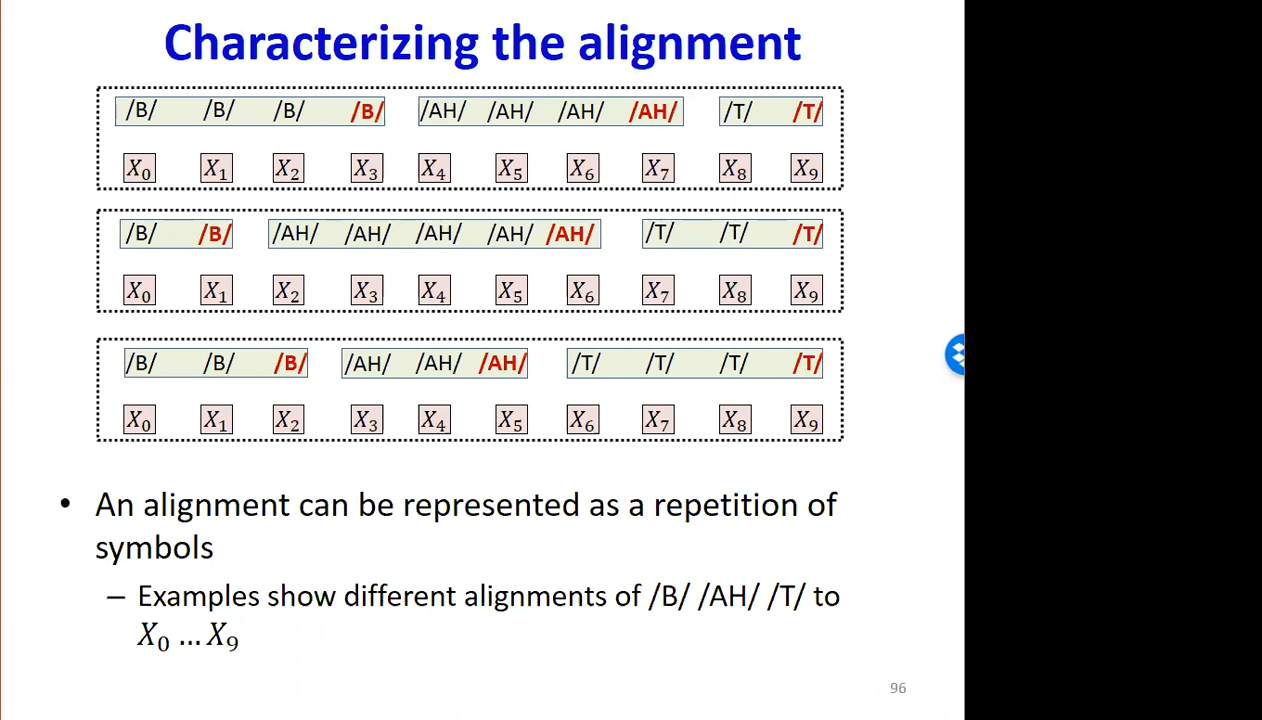 Characterizing the alignment
/B/ /B/ /B/ /B/ /AH/ /AH/ /AH/ /AH/ /T/ /T/
X₀ X₁ X₂ X₃ X₄ X₅ X₆ X₇ X₈ X₉
/B/ /B/ /AH/ /AH/ /AH/ /AH/ /AH/ /T/ /T/ /T/
X₀ X₁ X₂ X₃ X₄ X₅ X₆ X₇ X₈ X₉
/B/ /B/ /B/ /AH/ /AH/ /AH/ /T/ /T/ /T/ /T/
X₀ X₁ X₂ X₃ X₄ X₅ X₆ X₇ X₈ X₉
• An alignment can be represented as a repetition of
symbols
– Examples show different alignments of /B/ /AH/ /T/ to
X₀ ... X₉
96